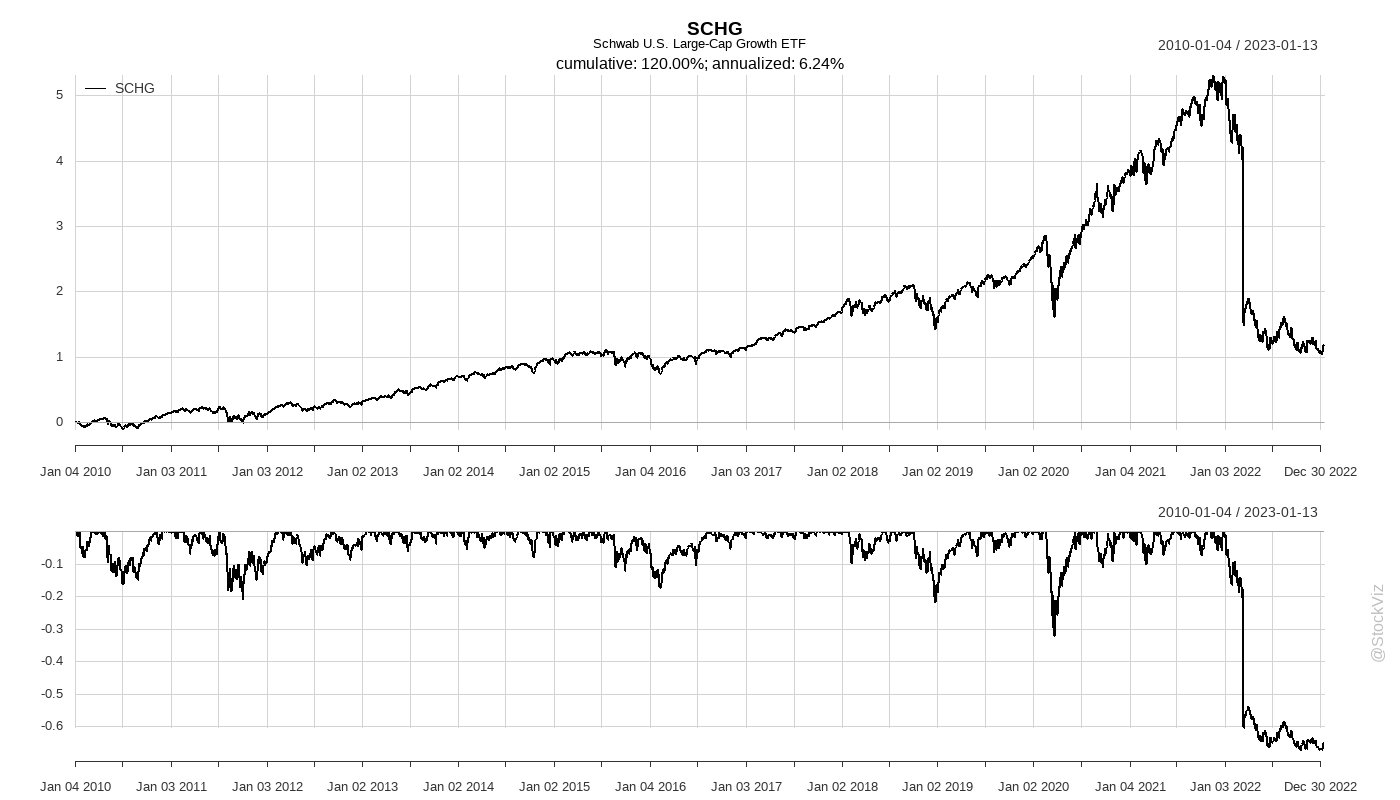 SCHG
Schwab U.S. Large-Cap Growth ETF
cumulative: 120.00%; annualized: 6.24%
2010-01-04 / 2023-01-13
SCHG
5
4
3
2
1
0
Jan 04 2010 Jan 03 2011 Jan 03 2012 Jan 02 2013 Jan 02 2014 Jan 02 2015 Jan 04 2016 Jan 03 2017 Jan 02 2018 Jan 02 2019 Jan 02 2020 Jan 04 2021 Jan 03 2022 Dec 30 2022
2010-01-04 / 2023-01-13
-0.1
-0.2
-0.3
-0.4
-0.5
-0.6
Jan 04 2010 Jan 03 2011 Jan 03 2012 Jan 02 2013 Jan 02 2014 Jan 02 2015 Jan 04 2016 Jan 03 2017 Jan 02 2018 Jan 02 2019 Jan 02 2020 Jan 04 2021 Jan 03 2022 Dec 30 2022
@StockViz